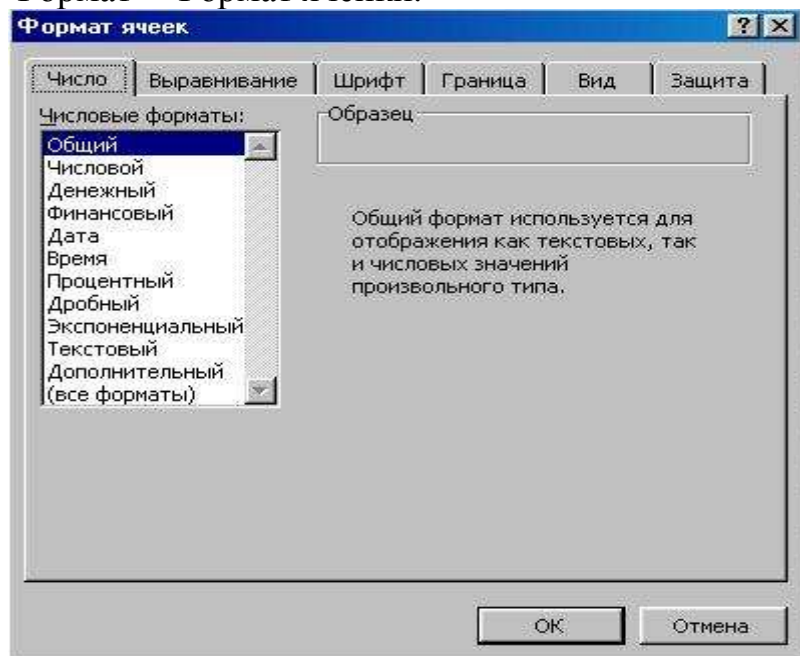 Формат ячеек
Число Выравнивание Шрифт Граница Вид Защита
Числовые форматы:
Образец
Общий
Числовой
Денежный
Финансовый
Дата
Время
Процентный
Дробный
Экспоненциальный
Текстовый
Дополнительный
(все форматы)
Общий формат используется для
отображения как текстовых, так
и числовых значений
произвольного типа.
ОК Отмена